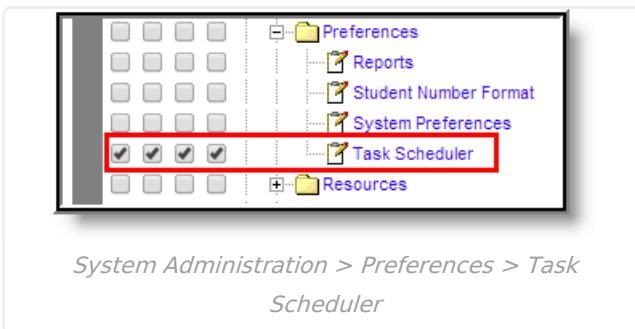 Preferences
Reports
Student Number Format
System Preferences
Task Scheduler
Resources
System Administration > Preferences > Task
Scheduler